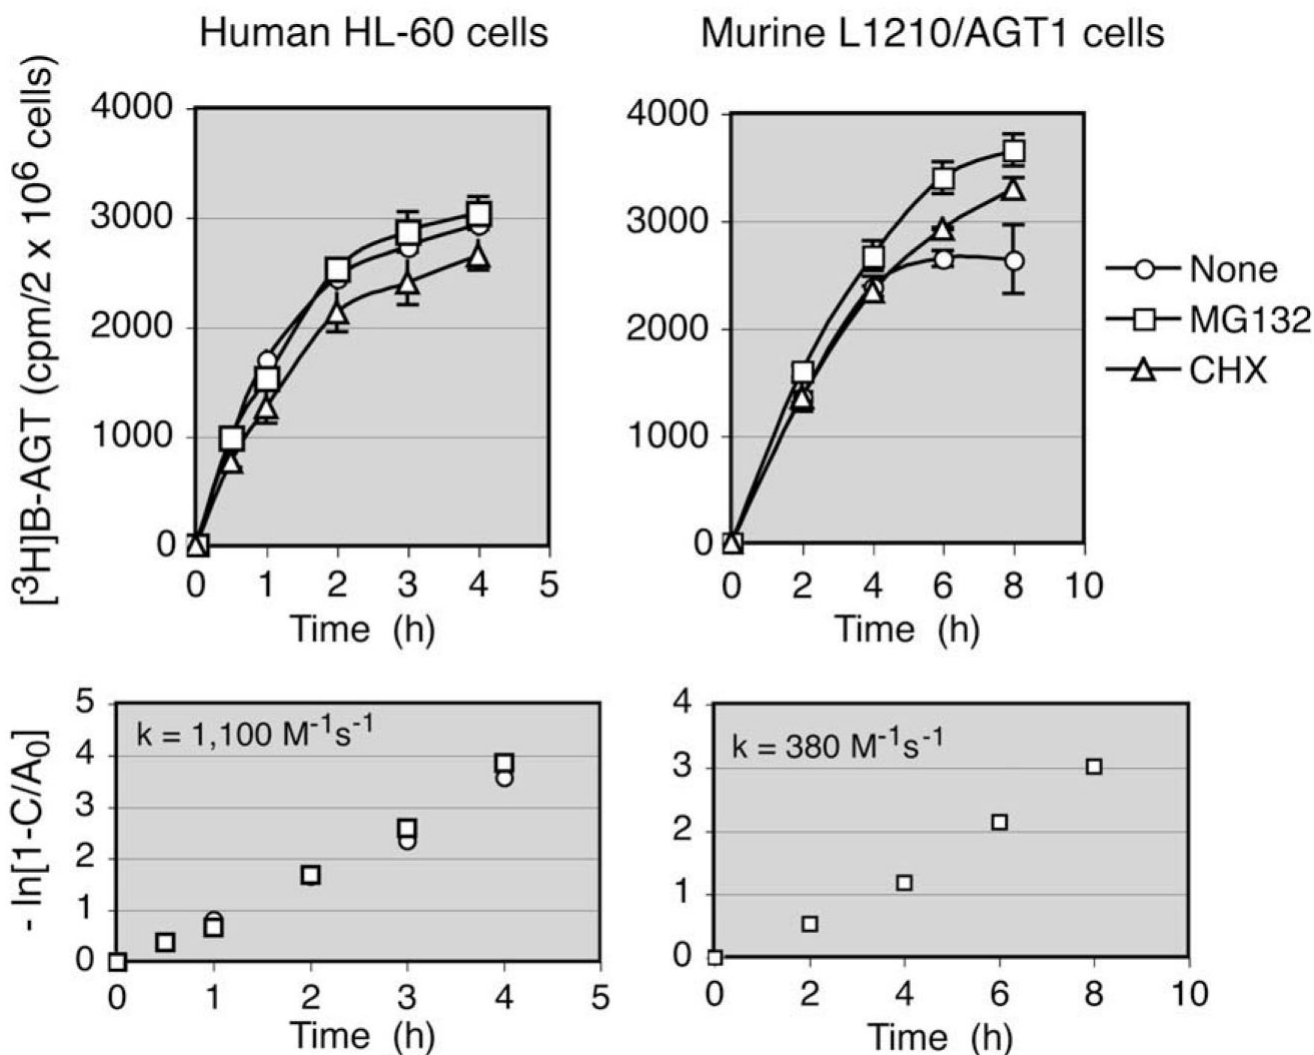 Human HL-60 cells
Murine L1210/AGT1 cells
[³H]B-AGT (cpm/2 x 10⁶ cells)
4000
3000
2000
1000
0
0 1 2 3 4 5
Time (h)
4000
3000
2000
1000
0
0 2 4 6 8 10
Time (h)
None
MG132
CHX
- ln[1-C/A₀]
5
4
3
2
1
0
k = 1,100 M⁻¹s⁻¹
0 1 2 3 4 5
Time (h)
4
3
2
1
0
k = 380 M⁻¹s⁻¹
0 2 4 6 8 10
Time (h)